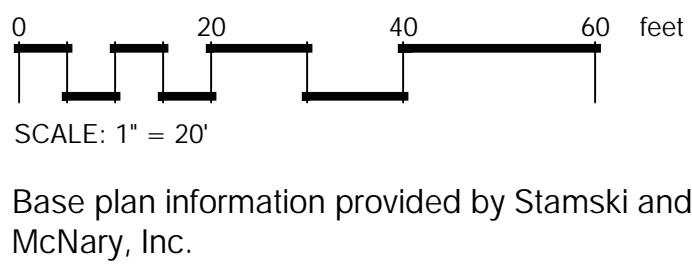 0 20 40 60 feet
SCALE: 1" = 20'
Base plan information provided by Stamski and
McNary, Inc.